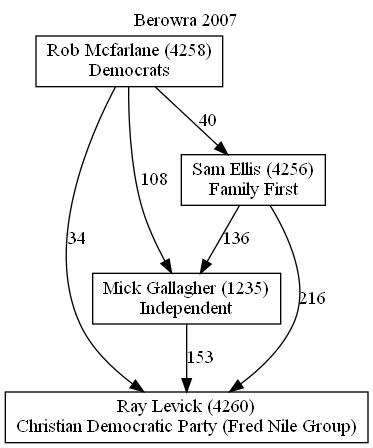 Berowra 2007
Rob Mcfarlane (4258)
Democrats
40
Sam Ellis (4256)
Family First
108
34
136
216
Mick Gallagher (1235)
Independent
153
Ray Levick (4260)
Christian Democratic Party (Fred Nile Group)